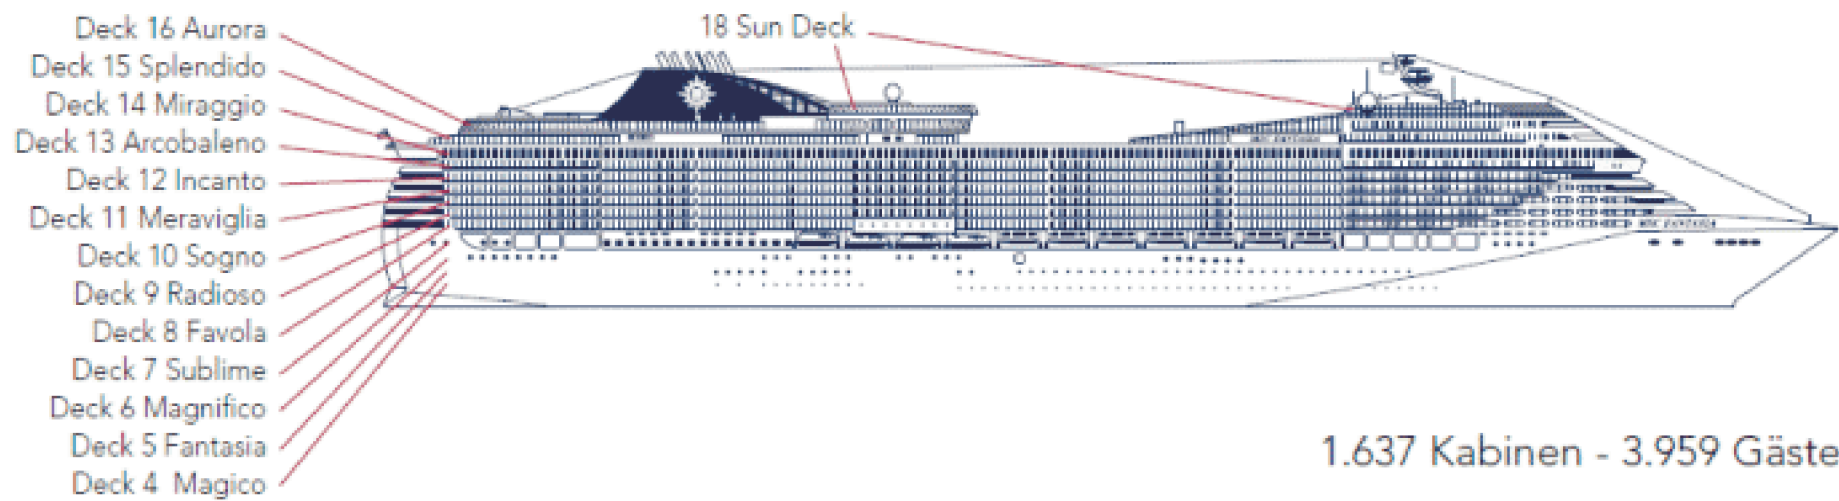 Deck 16 Aurora
18 Sun Deck
Deck 15 Splendido
Deck 14 Miraggio
Deck 13 Arcobaleno
Deck 12 Incanto
Deck 11 Meraviglia
Deck 10 Sogno
Deck 9 Radioso
Deck 8 Favola
Deck 7 Sublime
Deck 6 Magnifico
Deck 5 Fantasia
Deck 4 Magico
1.637 Kabinen - 3.959 Gäste